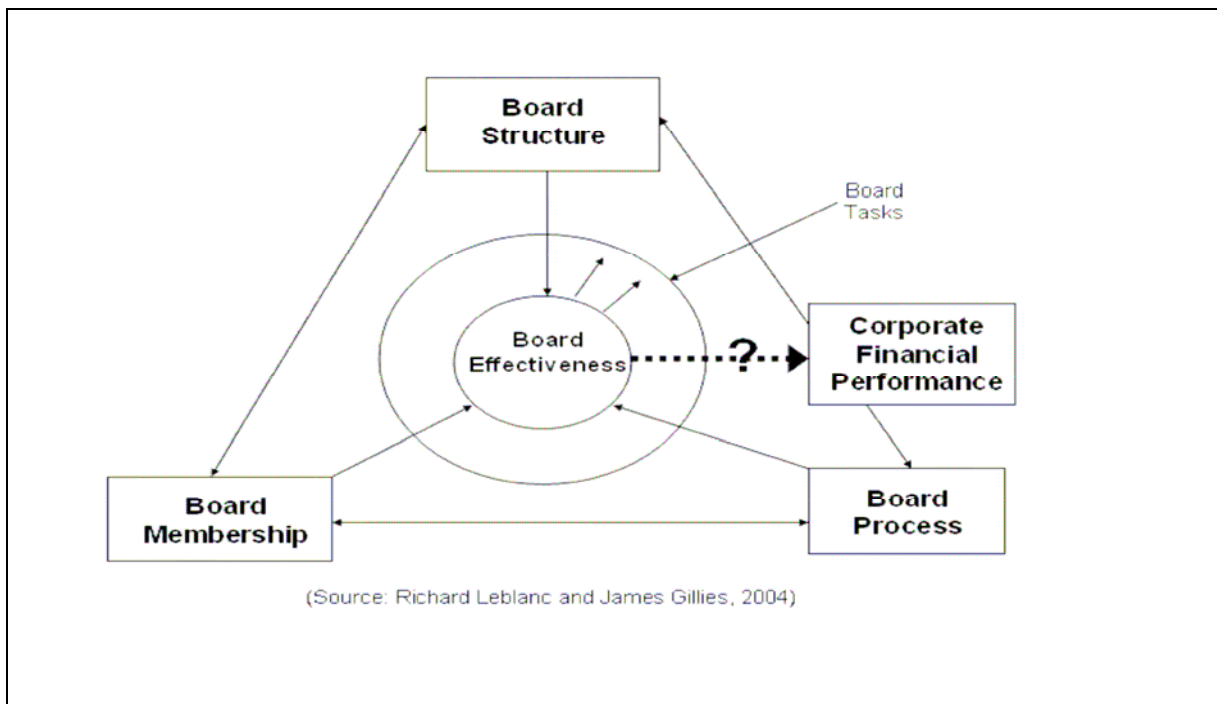 Board
Structure
Board
Tasks
Board
Effectiveness
?
Corporate
Financial
Performance
Board
Membership
Board
Process
(Source: Richard Leblanc and James Gillies, 2004)